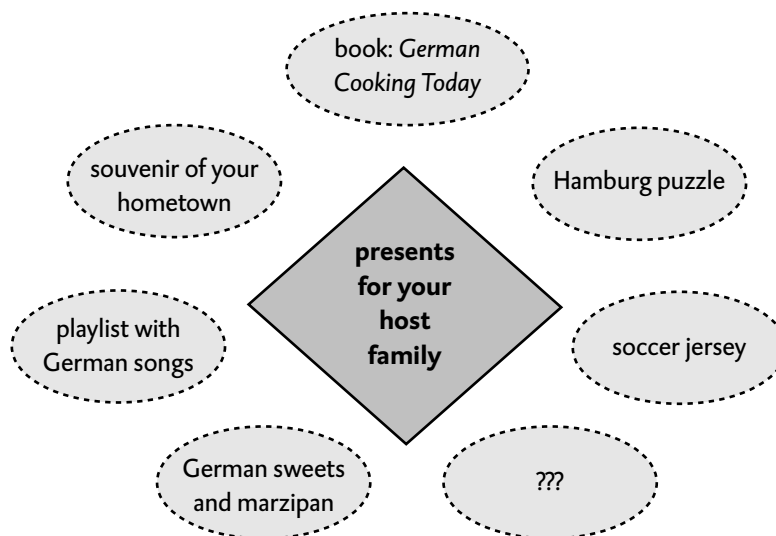 book: German
Cooking Today
souvenir of your
hometown
Hamburg puzzle
presents
for your
host
family
playlist with
German songs
soccer jersey
German sweets
and marzipan
???